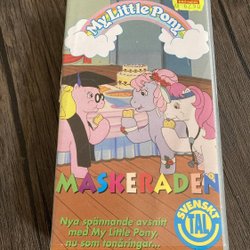 My Little Pony
MASKERADEN
Nya spännande avsnitt
med My Little Pony,
nu som tonåringar...
SVENSKT
TAL